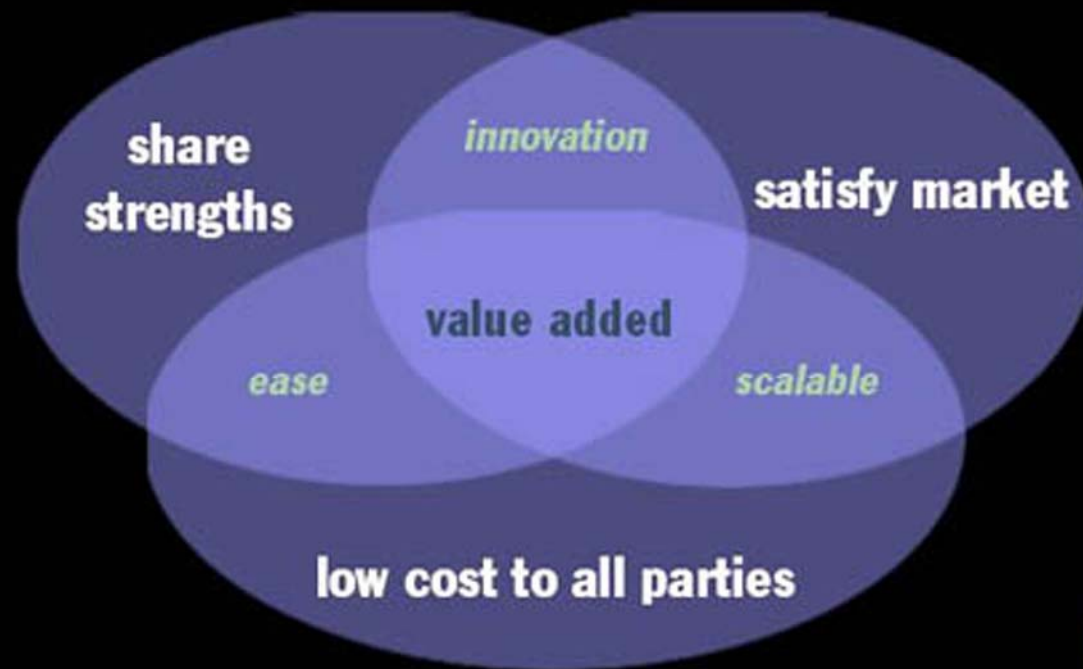 innovation
share
strengths
satisfy market
value added
ease
scalable
low cost to all parties